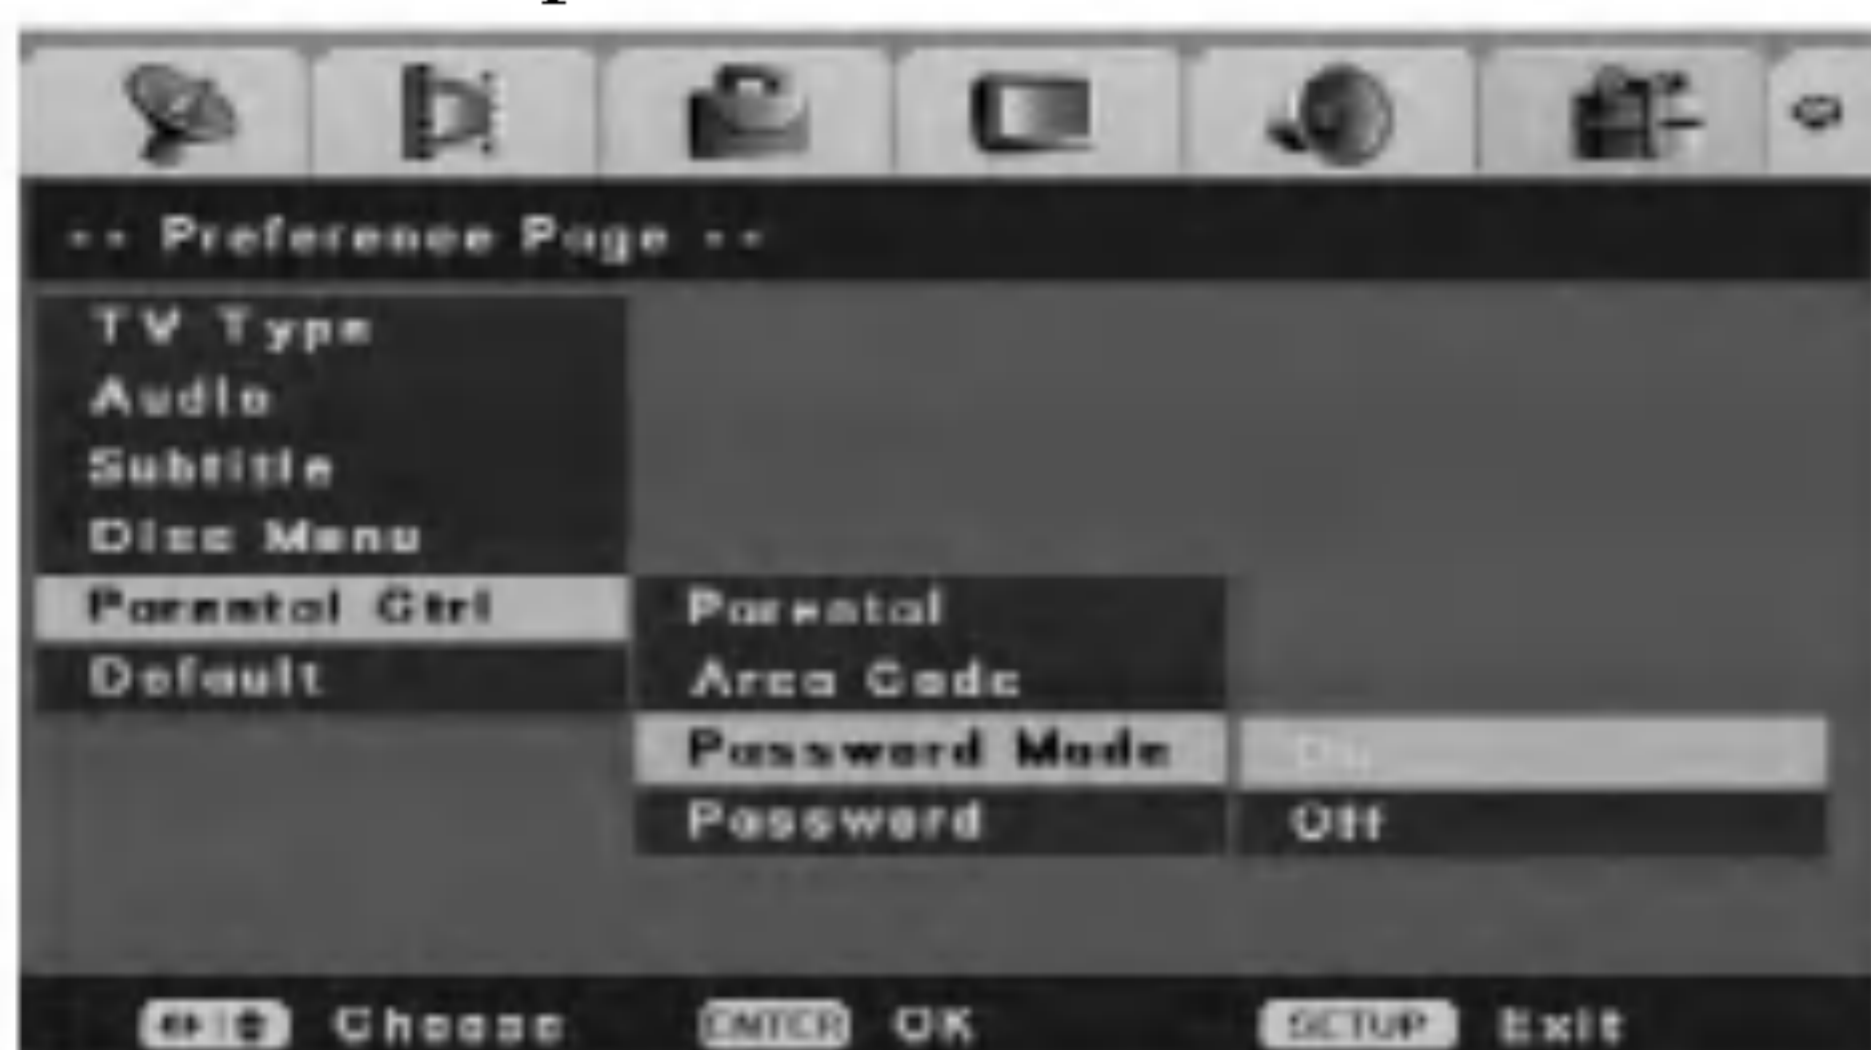 -- Preference Page --
TV Type
Audio
Subtitle
Disc Menu
Parental Ctrl
Parental
Default
Area Code
Password Mode
On
Password
Off
Choose
ENTER OK
SETUP Exit